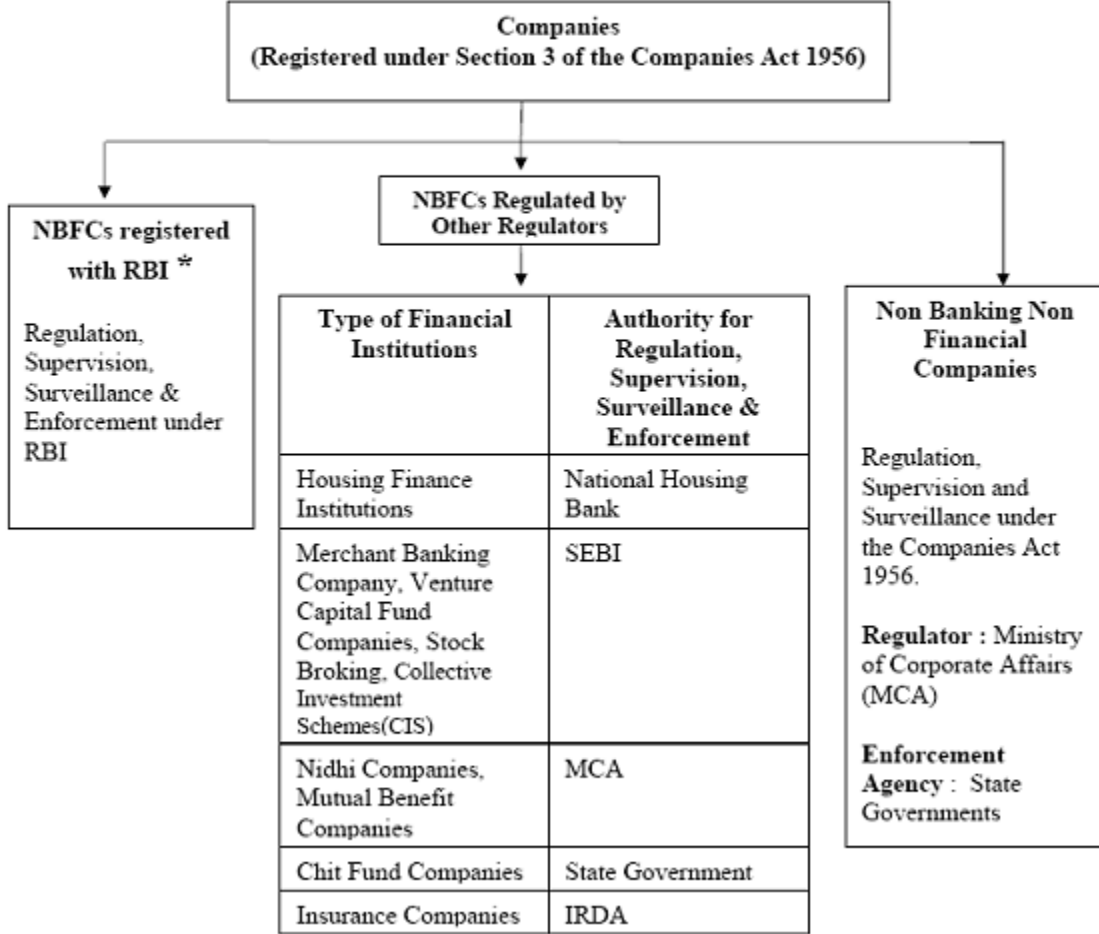 Companies
(Registered under Section 3 of the Companies Act 1956)
NBFCs registered
with RBI *
Regulation,
Supervision,
Surveillance &
Enforcement under
RBI
NBFCs Regulated by
Other Regulators
Type of Financial
Institutions
Authority for
Regulation,
Supervision,
Surveillance &
Enforcement
Housing Finance
Institutions
National Housing
Bank
Merchant Banking
Company, Venture
Capital Fund
Companies, Stock
Broking, Collective
Investment
Schemes(CIS)
SEBI
Nidhi Companies,
Mutual Benefit
Companies
MCA
Chit Fund Companies
State Government
Insurance Companies
IRDA
Non Banking Non
Financial
Companies
Regulation,
Supervision and
Surveillance under
the Companies Act
1956.
Regulator : Ministry
of Corporate Affairs
(MCA)
Enforcement
Agency : State
Governments